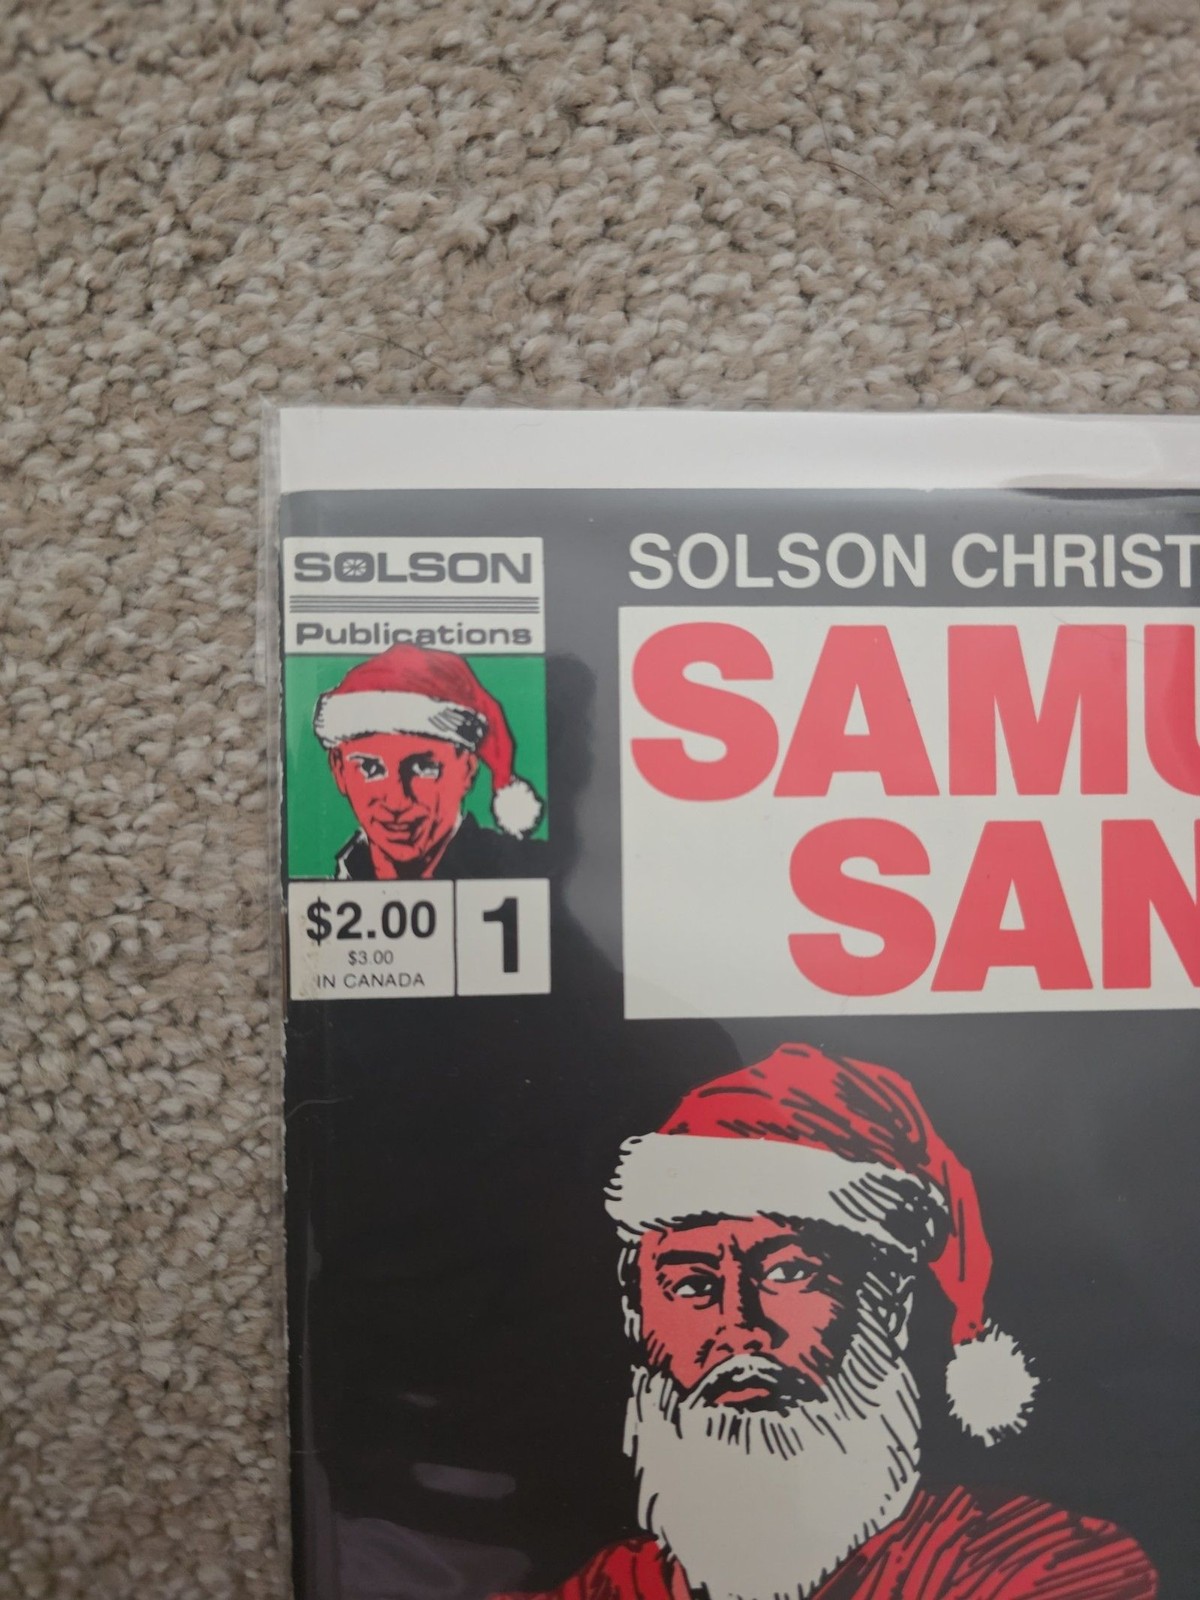 SOLSON
Publications
$2.00
$3.00
IN CANADA
1
SOLSON CHRIST
SAMU
SAN